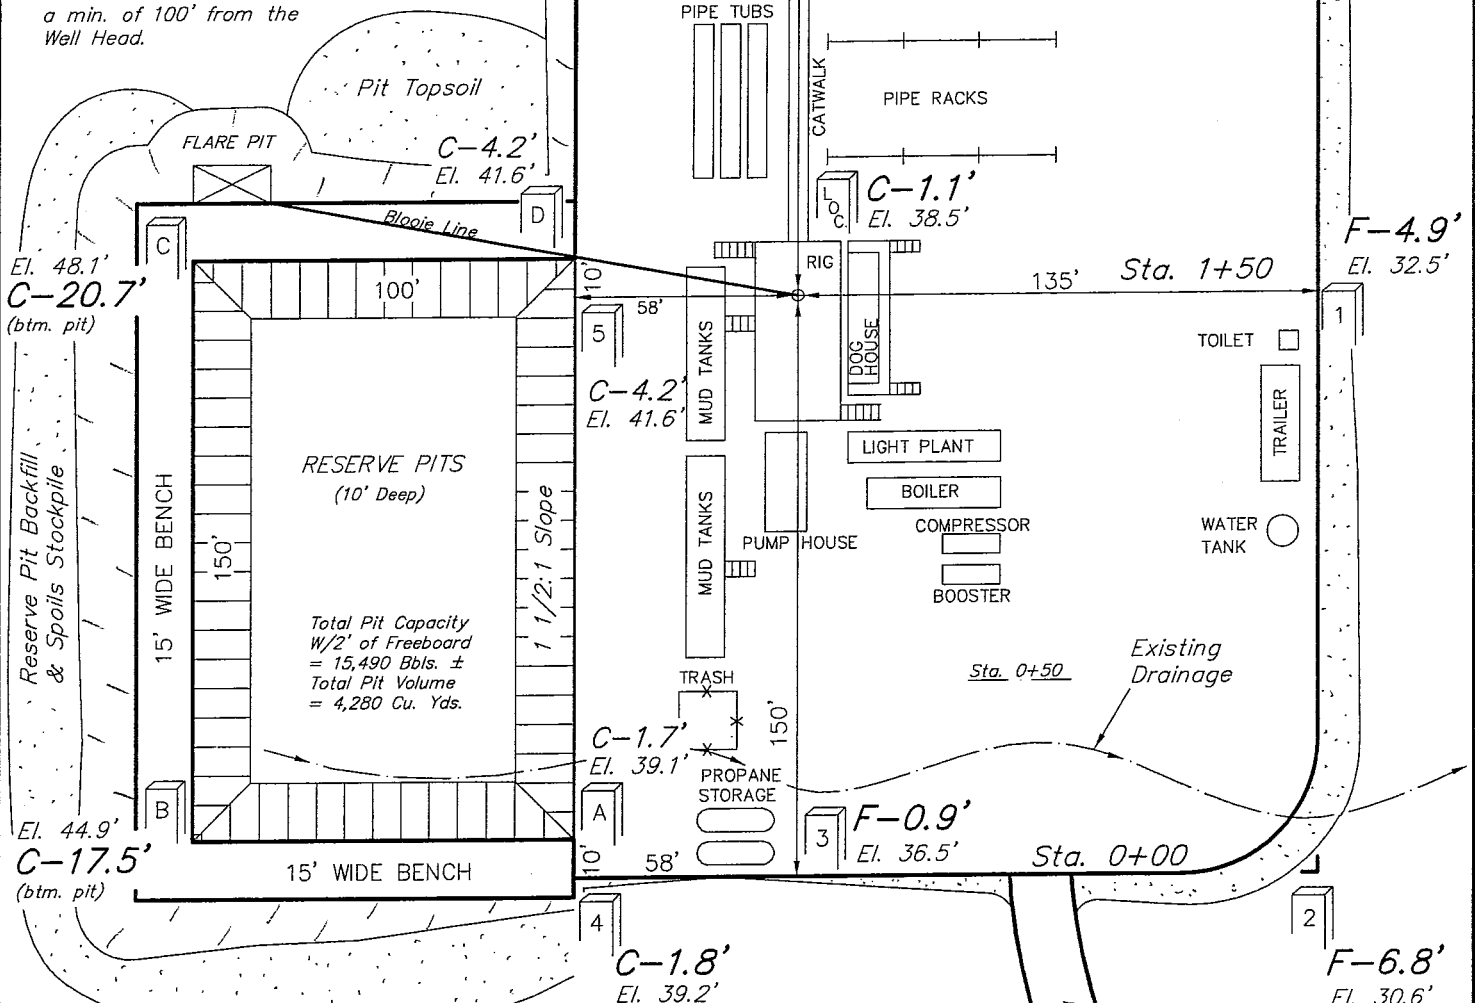 a min. of 100' from the
Well Head.
PIPE TUBS
Pit Topsoil
CATWALK
PIPE RACKS
FLARE PIT
C-4.2'
El. 41.6'
LOC.
C-1.1'
El. 38.5'
D
Blooie Line
C
RIG
F-4.9'
El. 32.5'
El. 48.1'
C-20.7'
(btm. pit)
100'
10'
58'
135'
Sta. 1+50
1
5
TOILET
MUD TANKS
DOG
HOUSE
C-4.2'
El. 41.6'
TRAILER
LIGHT PLANT
RESERVE PITS
(10' Deep)
BOILER
Reserve Pit Backfill
& Spoils Stockpile
15' WIDE BENCH
150'
1 1/2:1 Slope
MUD TANKS
PUMP HOUSE
COMPRESSOR
WATER
TANK
BOOSTER
Total Pit Capacity
W/2' of Freeboard
= 15,490 Bbls. ±
Total Pit Volume
= 4,280 Cu. Yds.
Existing
Drainage
Sta. 0+50
TRASH
150'
C-1.7'
El. 39.1'
PROPANE
STORAGE
B
A
El. 44.9'
C-17.5'
(btm. pit)
3
F-0.9'
El. 36.5'
Sta. 0+00
15' WIDE BENCH
10'
58'
4
2
C-1.8'
El. 39.2'
F-6.8'
El. 30.6'